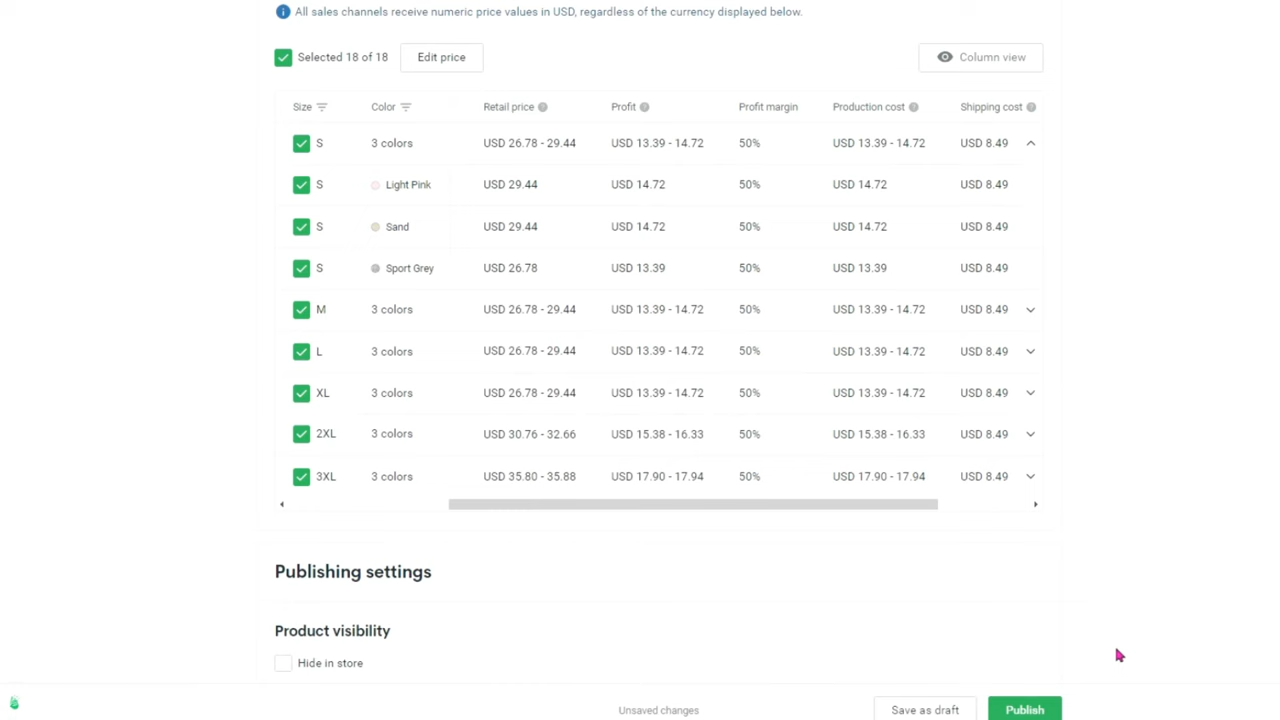 All sales channels receive numeric price values in USD, regardless of the currency displayed below.
Selected 18 of 18 Edit price Column view
Size Color Retail price Profit Profit margin Production cost Shipping cost
S 3 colors USD 26.78 - 29.44 USD 13.39 - 14.72 50% USD 13.39 - 14.72 USD 8.49
S Light Pink USD 29.44 USD 14.72 50% USD 14.72 USD 8.49
S Sand USD 29.44 USD 14.72 50% USD 14.72 USD 8.49
S Sport Grey USD 26.78 USD 13.39 50% USD 13.39 USD 8.49
M 3 colors USD 26.78 - 29.44 USD 13.39 - 14.72 50% USD 13.39 - 14.72 USD 8.49
L 3 colors USD 26.78 - 29.44 USD 13.39 - 14.72 50% USD 13.39 - 14.72 USD 8.49
XL 3 colors USD 26.78 - 29.44 USD 13.39 - 14.72 50% USD 13.39 - 14.72 USD 8.49
2XL 3 colors USD 30.76 - 32.66 USD 15.38 - 16.33 50% USD 15.38 - 16.33 USD 8.49
3XL 3 colors USD 35.80 - 35.88 USD 17.90 - 17.94 50% USD 17.90 - 17.94 USD 8.49
Publishing settings
Product visibility
Hide in store
Unsaved changes Save as draft Publish